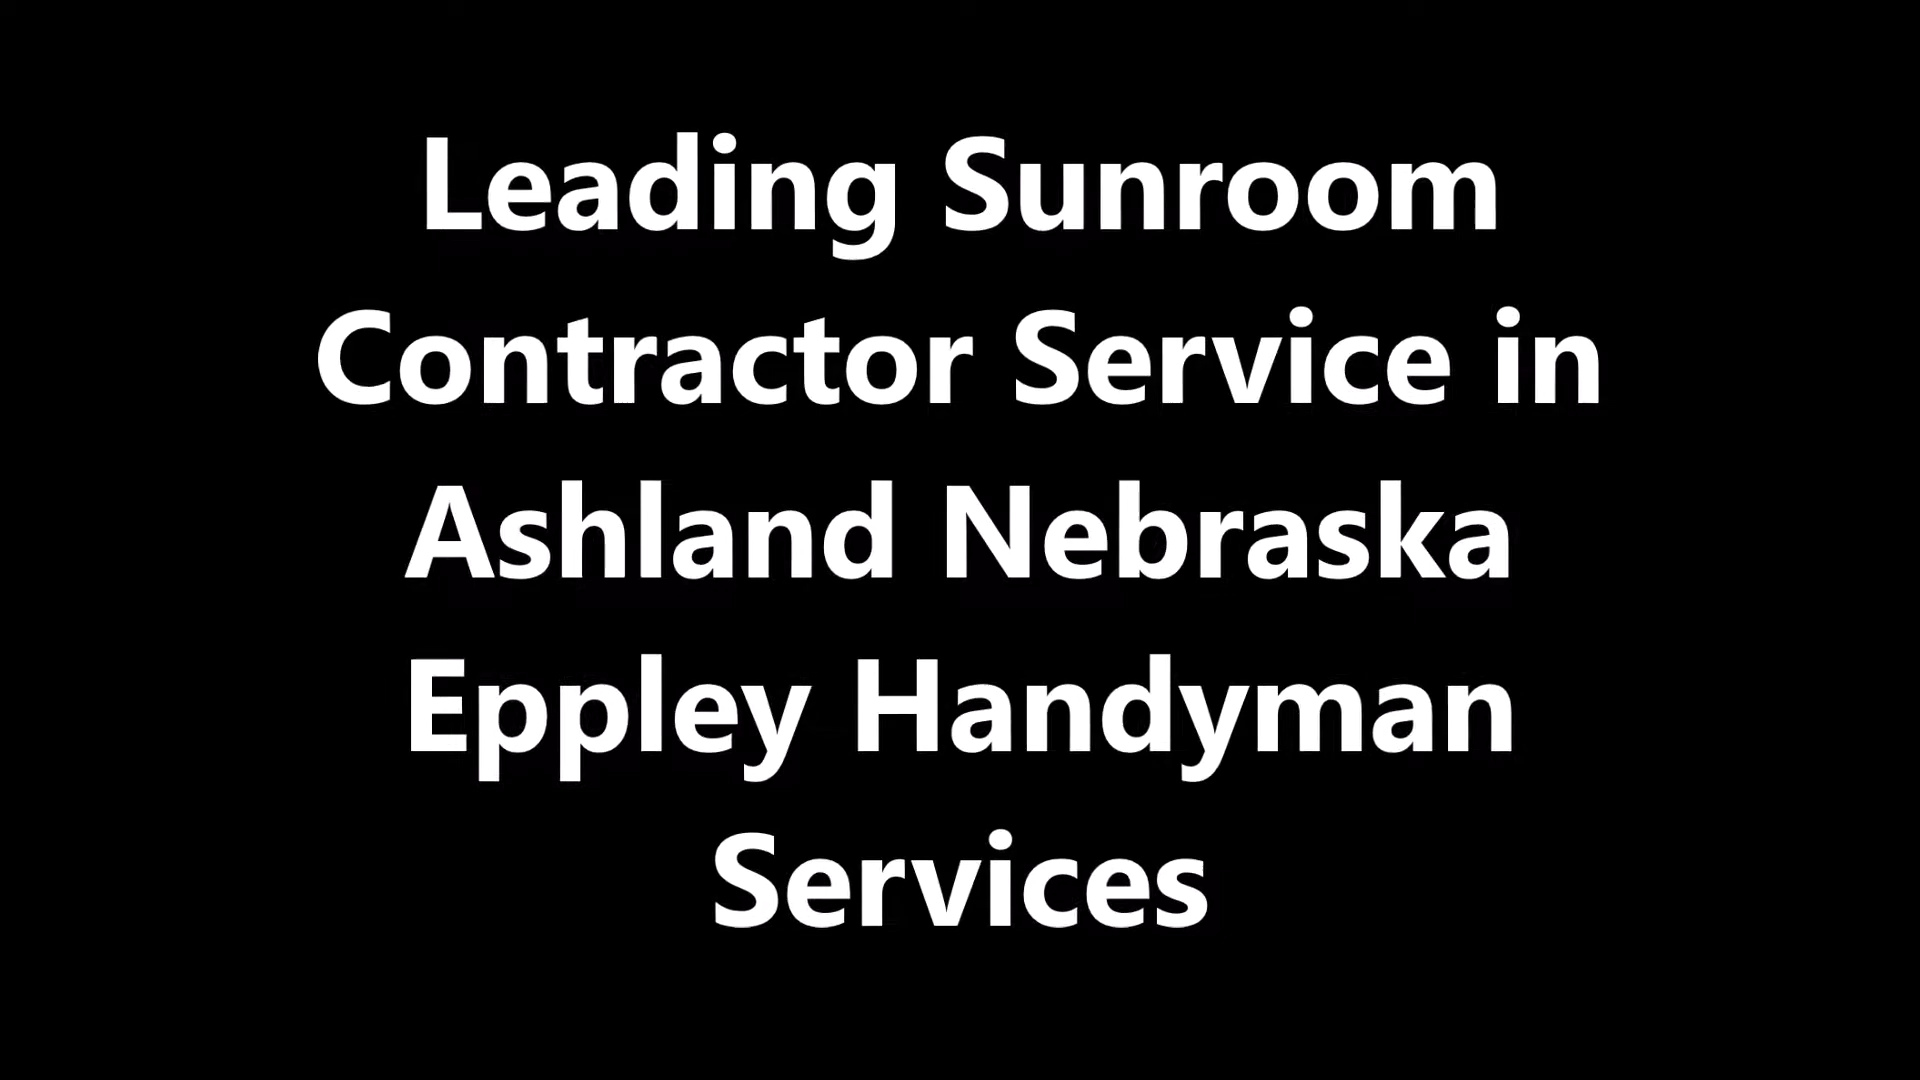 Leading Sunroom
Contractor Service in
Ashland Nebraska
Eppley Handyman
Services